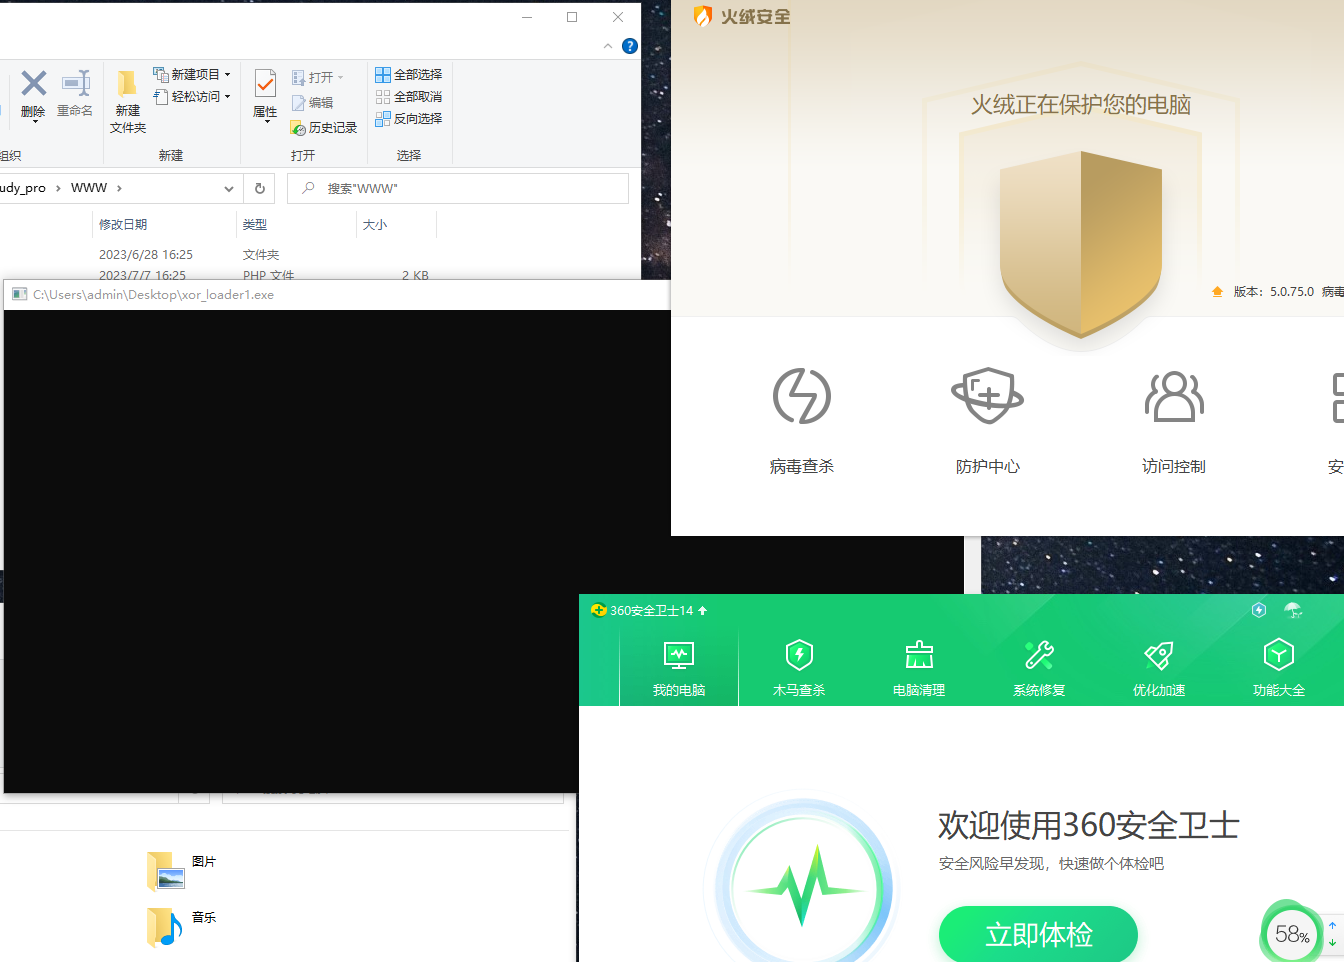 删除
重命名
新建
文件夹
新建项目
轻松访问
属性
打开
编辑
历史记录
全部选择
全部取消
反向选择
组织
新建
打开
选择
udy_pro › WWW ›
搜索"WWW"
修改日期
类型
大小
2023/6/28 16:25
文件夹
2023/7/7 16:25
PHP 文件
2 KB
C:\Users\admin\Desktop\xor_loader1.exe
火绒安全
火绒正在保护您的电脑
版本：5.0.75.0 病毒
病毒查杀
防护中心
访问控制
安
360安全卫士14
我的电脑
木马查杀
电脑清理
系统修复
优化加速
功能大全
欢迎使用360安全卫士
安全风险早发现，快速做个体检吧
立即体检
58%
图片
音乐